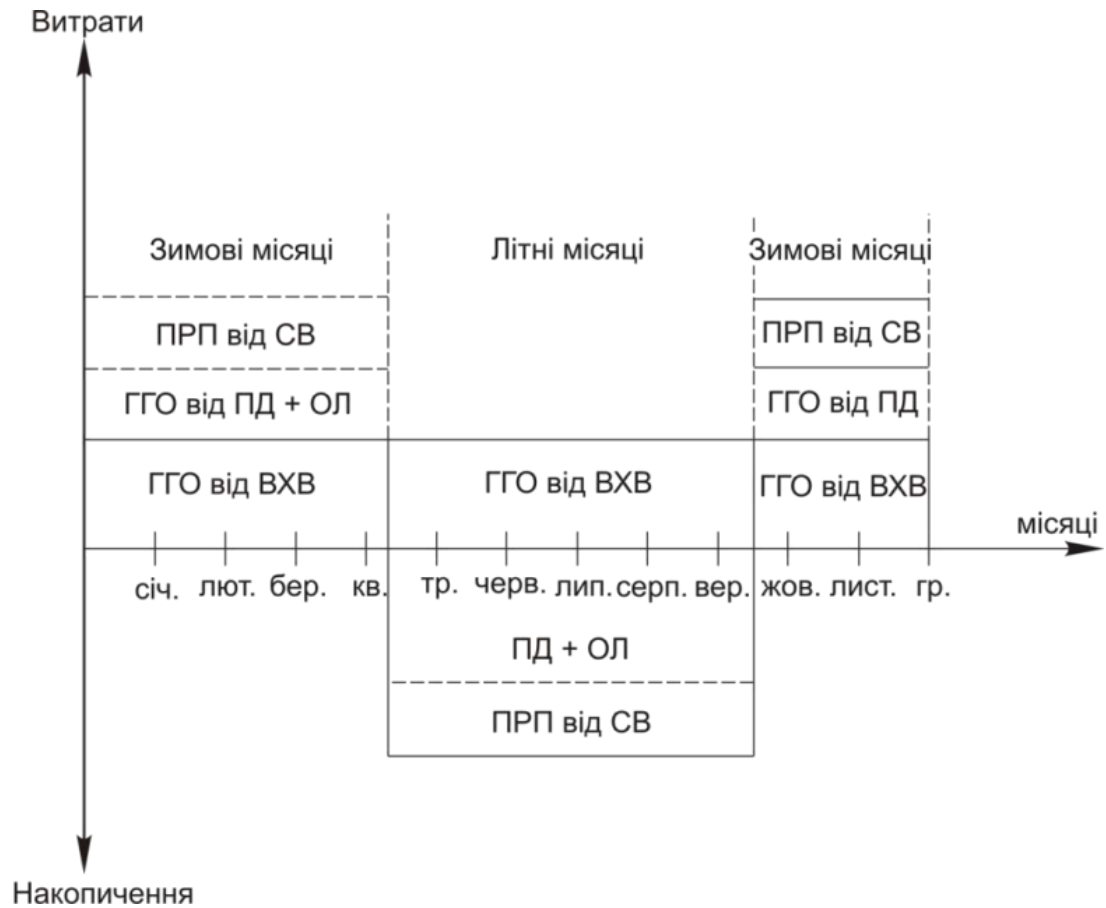 Витрати
Зимові місяці Літні місяці Зимові місяці
ПРП від СВ ПРП від СВ
ГГО від ПД + ОЛ ГГО від ПД
ГГО від ВХВ ГГО від ВХВ ГГО від ВХВ
місяці
січ. лют. бер. кв. тр. черв. лип. серп. вер. жов. лист. гр.
ПД + ОЛ
ПРП від СВ
Накопичення